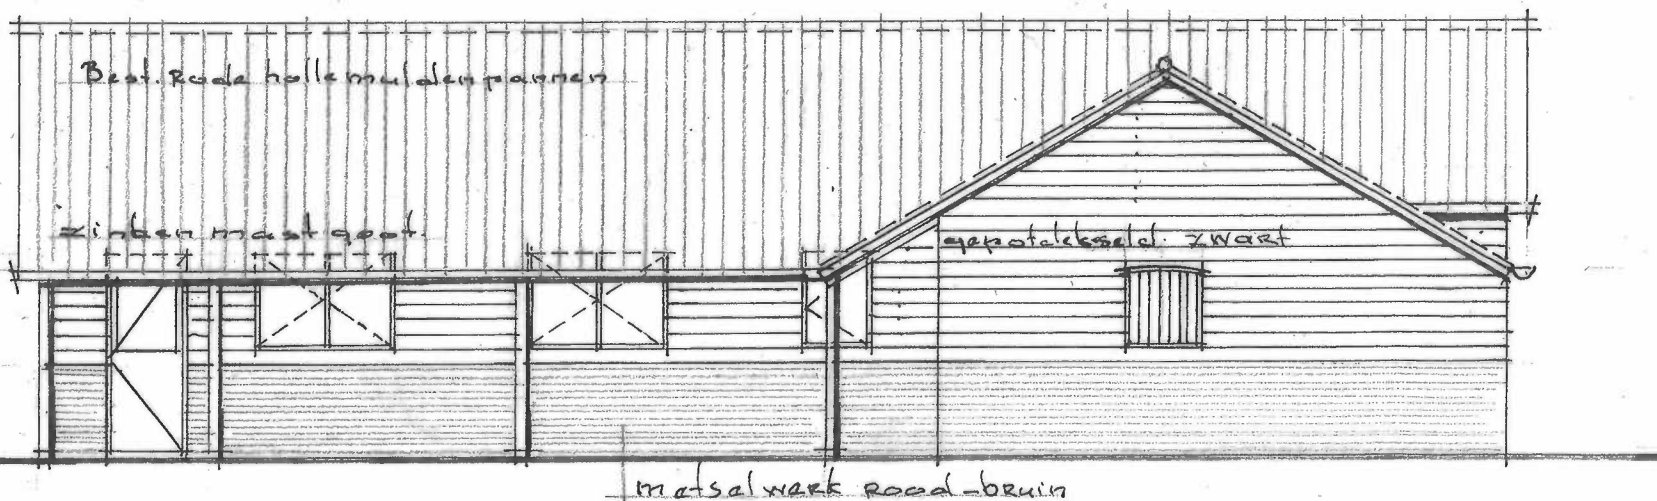 Best. Rode holle mulden pannen
zinken mast goot.
gepotdekseld. zwart
metselwerk rood-bruin